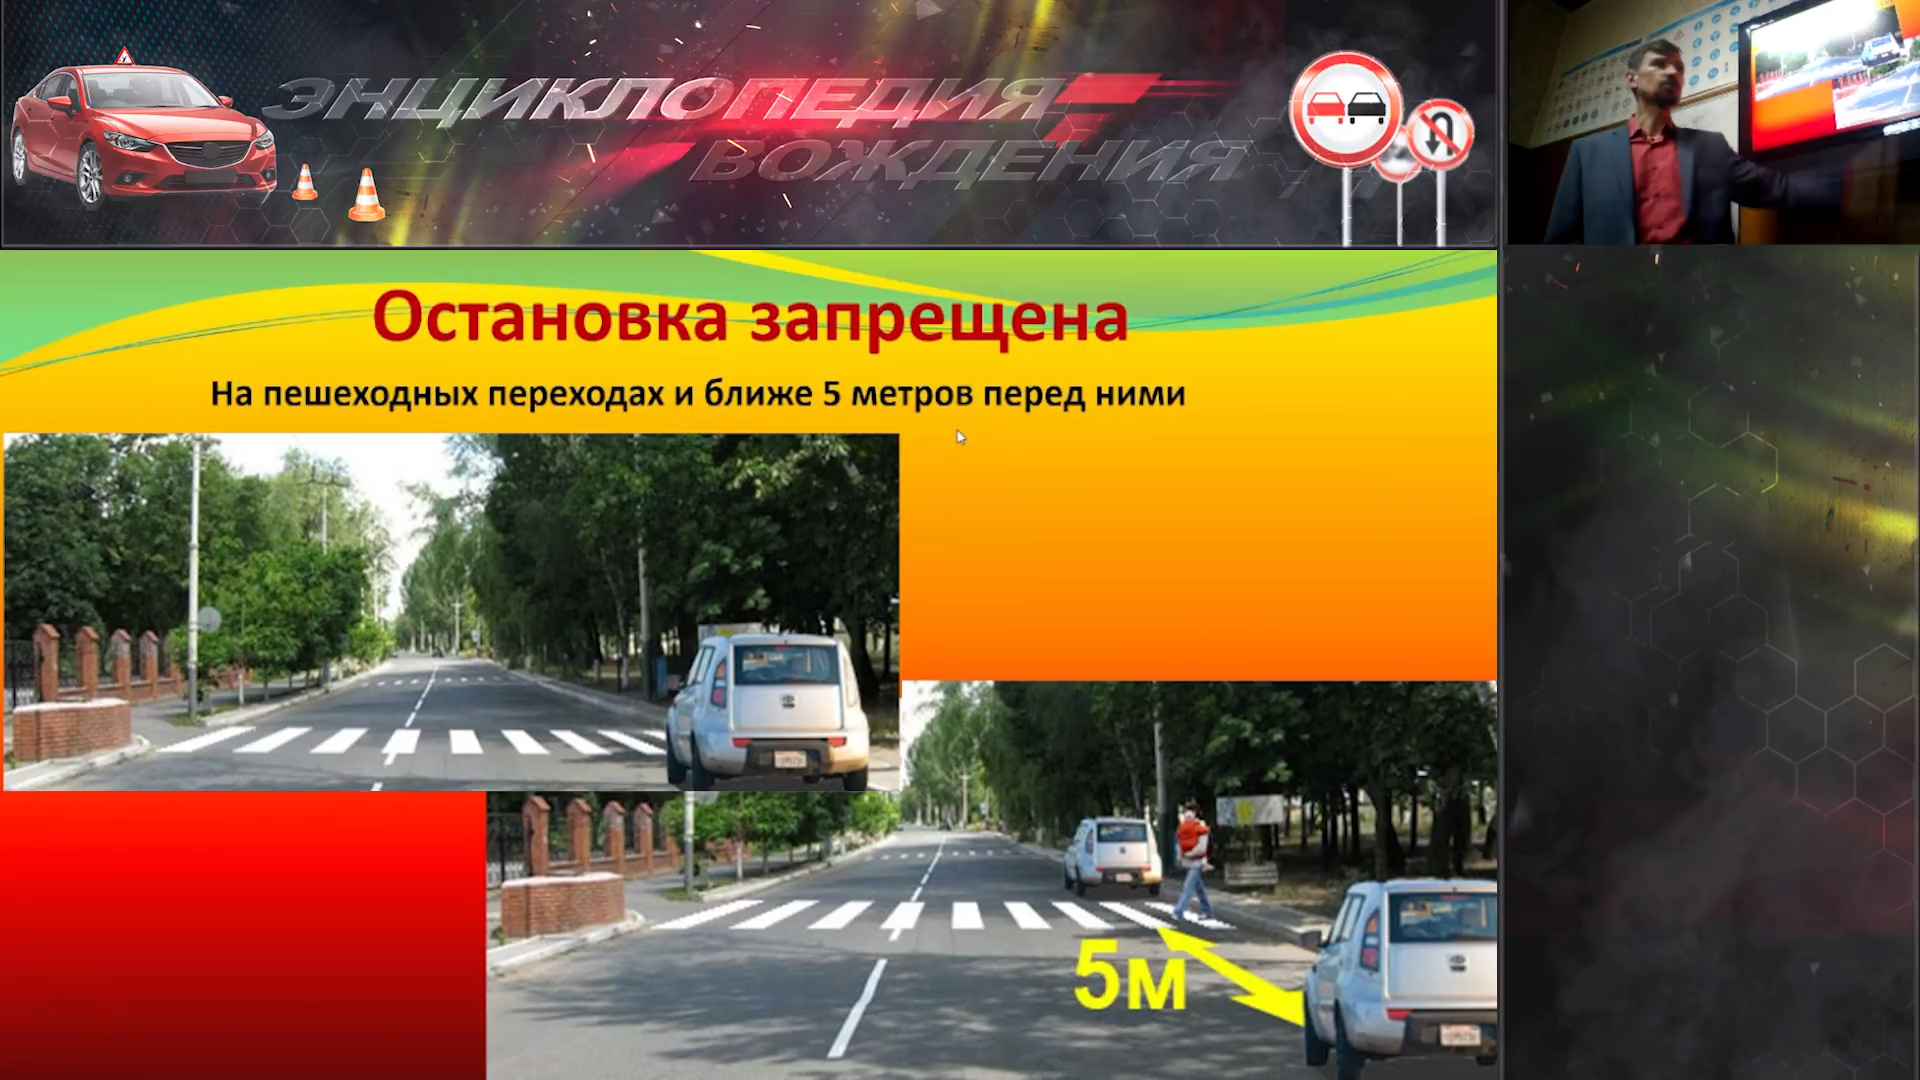 ЭНЦИКЛОПЕДИЯ
ВОЖДЕНИЯ
Остановка запрещена
На пешеходных переходах и ближе 5 метров перед ними
5м